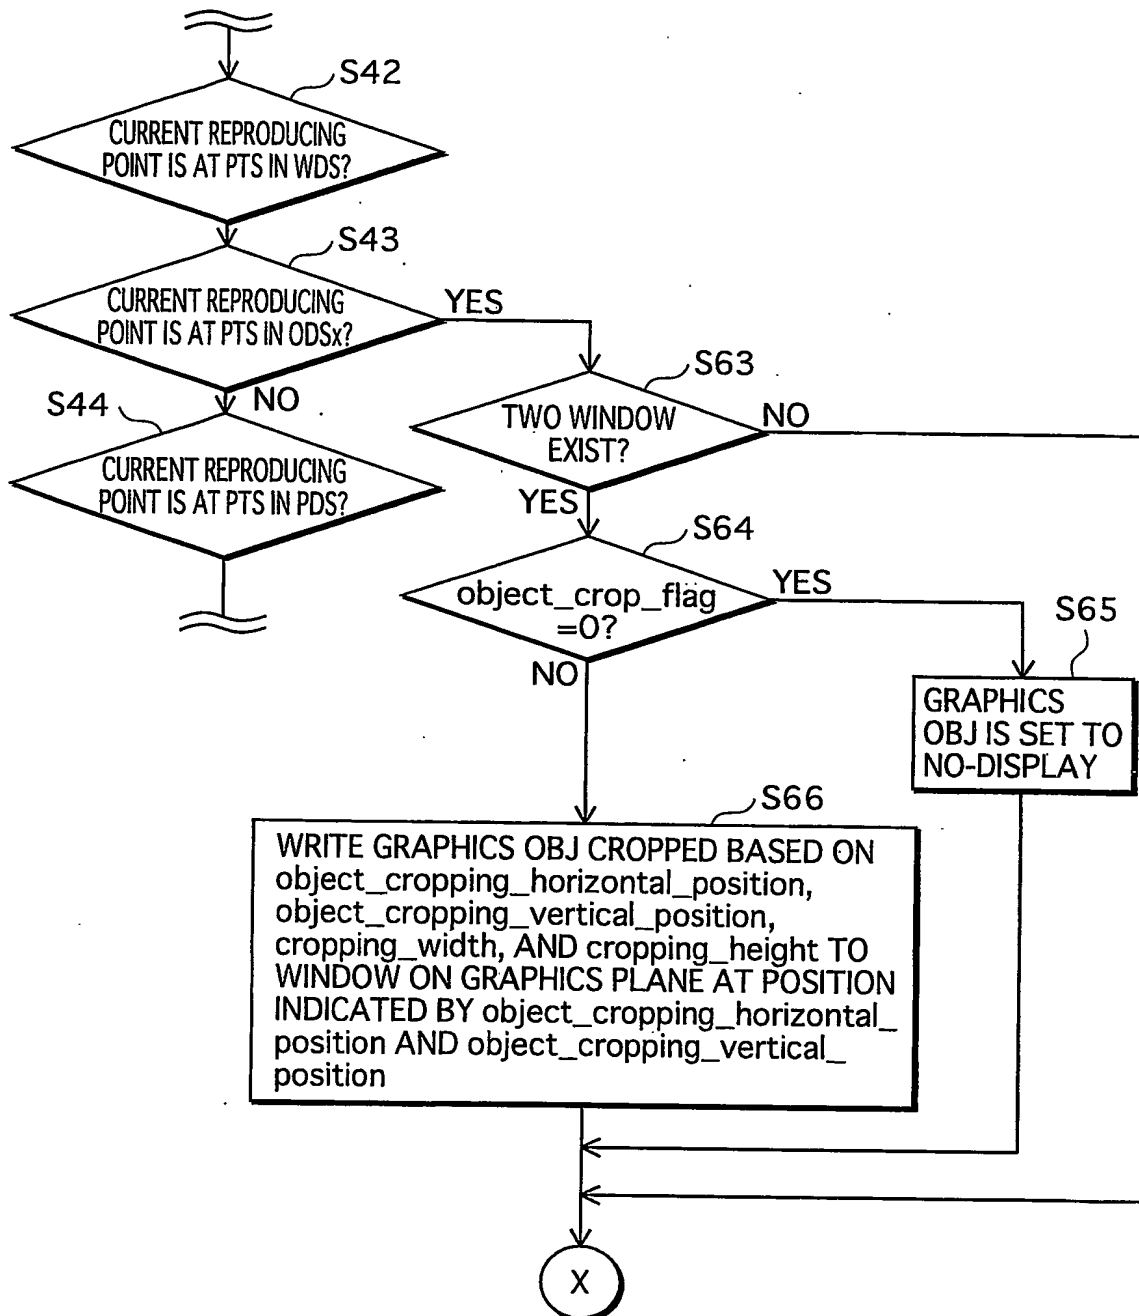 S42
CURRENT REPRODUCING
POINT IS AT PTS IN WDS?
S43
CURRENT REPRODUCING
POINT IS AT PTS IN ODSx?
YES
NO
S44
CURRENT REPRODUCING
POINT IS AT PTS IN PDS?
S63
TWO WINDOW
EXIST?
NO
YES
S64
object_crop_flag
=0?
YES
NO
S65
GRAPHICS
OBJ IS SET TO
NO-DISPLAY
S66
WRITE GRAPHICS OBJ CROPPED BASED ON
object_cropping_horizontal_position,
object_cropping_vertical_position,
cropping_width, AND cropping_height TO
WINDOW ON GRAPHICS PLANE AT POSITION
INDICATED BY object_cropping_horizontal_
position AND object_cropping_vertical_
position
X